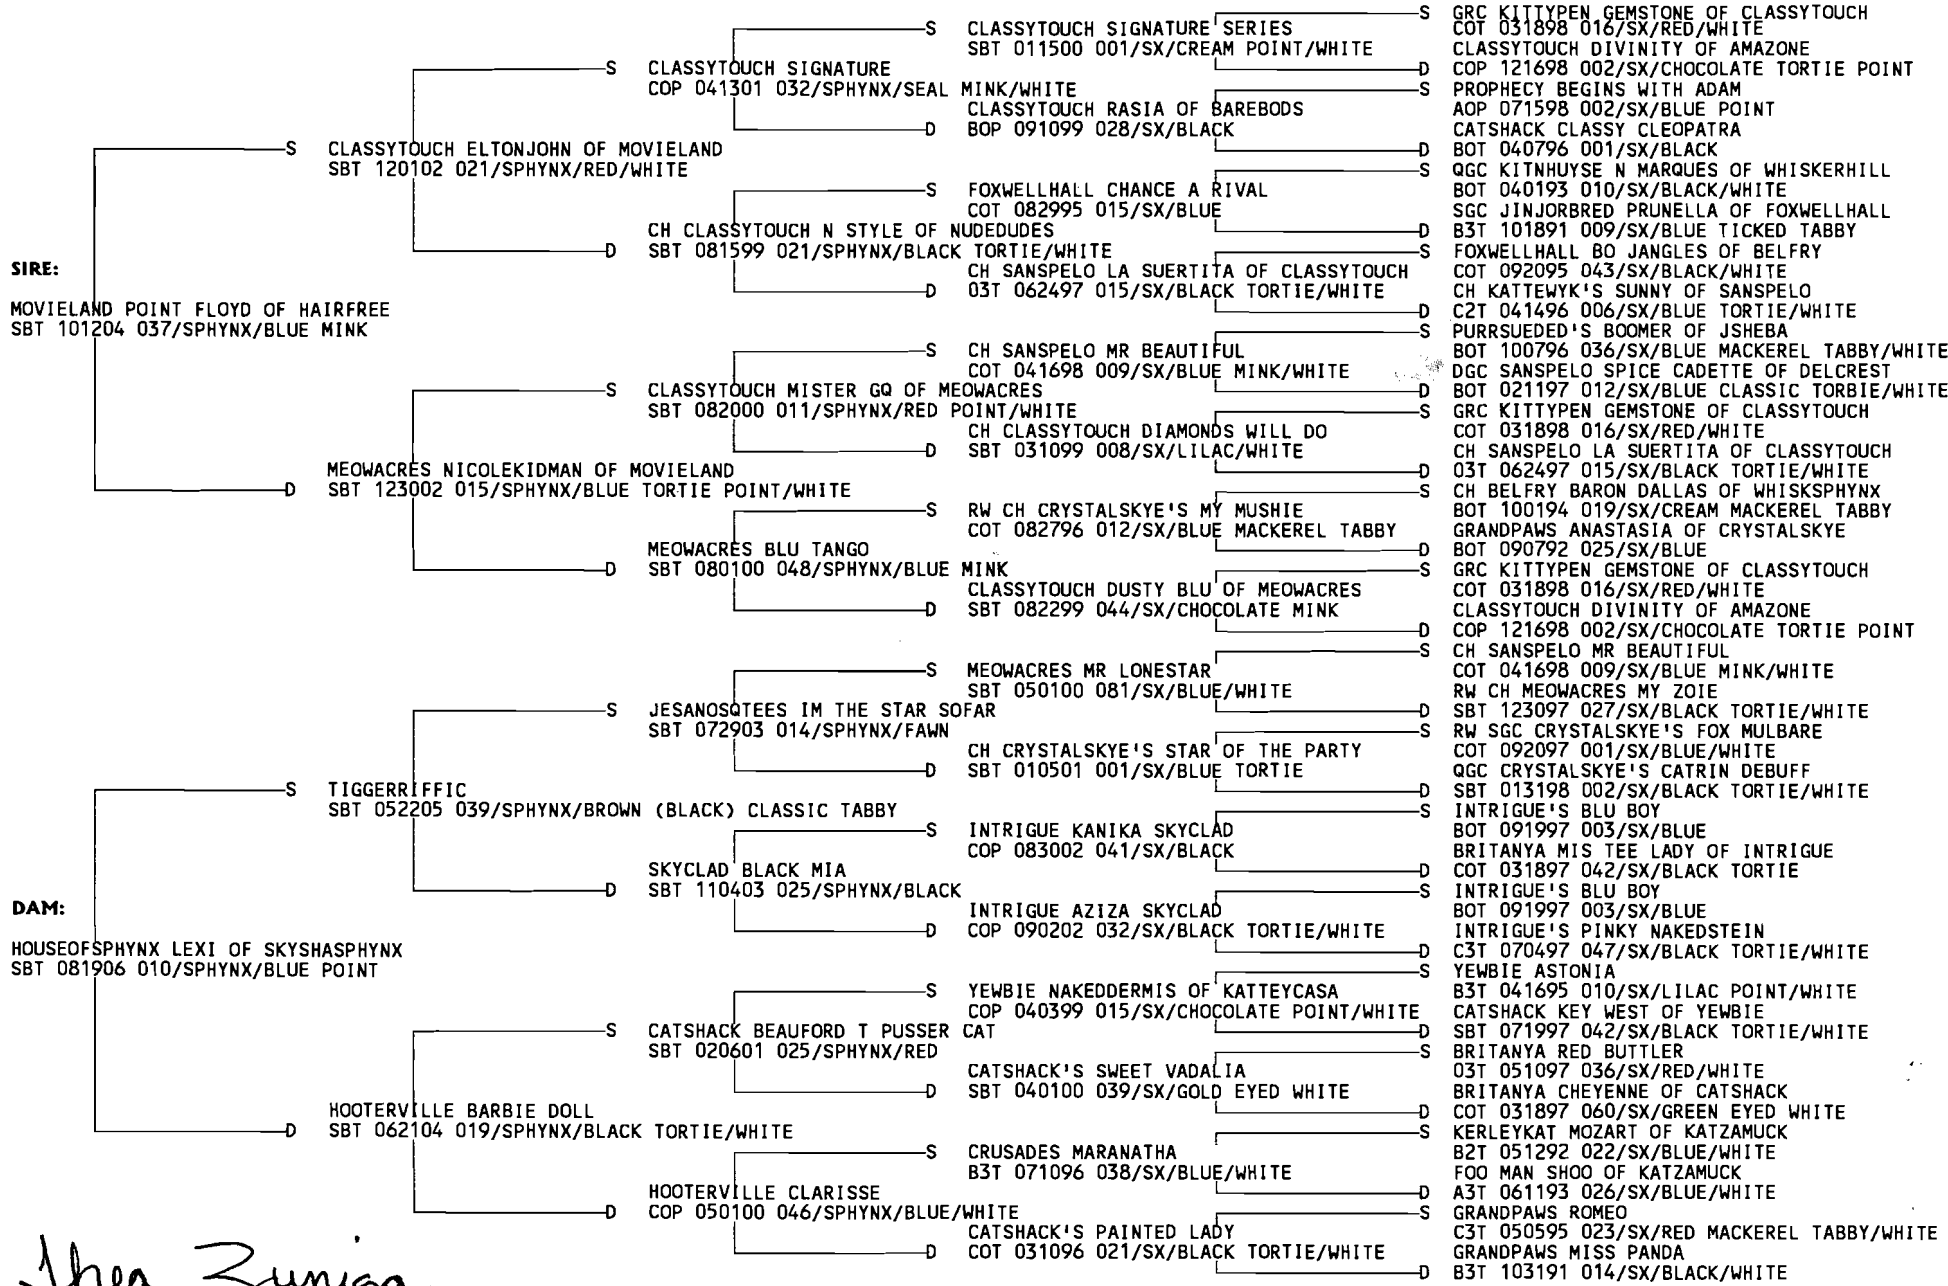 SIRE:
MOVIELAND POINT FLOYD OF HAIRFREE
SBT 101204 037/SPHYNX/BLUE MINK
DAM:
HOUSEOFSPHYNX LEXI OF SKYSHASPHYNX
SBT 081906 010/SPHYNX/BLUE POINT
S CLASSYTOUCH ELTONJOHN OF MOVIELAND
SBT 120102 021/SPHYNX/RED/WHITE
MEOWACRES NICOLEKIDMAN OF MOVIELAND
D SBT 123002 015/SPHYNX/BLUE TORTIE POINT/WHITE
S TIGGERRIFFIC
SBT 052205 039/SPHYNX/BROWN (BLACK) CLASSIC TABBY
HOOTERVILLE BARBIE DOLL
D SBT 062104 019/SPHYNX/BLACK TORTIE/WHITE
S CLASSYTOUCH SIGNATURE
COP 041301 032/SPHYNX/SEAL MINK/WHITE
CH CLASSYTOUCH N STYLE OF NUDEDUDES
D SBT 081599 021/SPHYNX/BLACK TORTIE/WHITE
S CLASSYTOUCH MISTER GQ OF MEOWACRES
SBT 082000 011/SPHYNX/RED POINT/WHITE
MEOWACRES BLU TANGO
D SBT 080100 048/SPHYNX/BLUE MINK
S JESANOSQTEES IM THE STAR SOFAR
SBT 072903 014/SPHYNX/FAWN
SKYCLAD BLACK MIA
D SBT 110403 025/SPHYNX/BLACK
S CATSHACK BEAUFORD T PUSSER CAT
SBT 020601 025/SPHYNX/RED
HOOTERVILLE CLARISSE
D COP 050100 046/SPHYNX/BLUE/WHITE
S CLASSYTOUCH SIGNATURE SERIES
SBT 011500 001/SX/CREAM POINT/WHITE
CLASSYTOUCH RASIA OF BAREBODS
D BOP 091099 028/SX/BLACK
S FOXWELLHALL CHANCE A RIVAL
COT 082995 015/SX/BLUE
CH SANSPELO LA SUERTITA OF CLASSYTOUCH
D 03T 062497 015/SX/BLACK TORTIE/WHITE
S CH SANSPELO MR BEAUTIFUL
COT 041698 009/SX/BLUE MINK/WHITE
CH CLASSYTOUCH DIAMONDS WILL DO
D SBT 031099 008/SX/LILAC/WHITE
S RW CH CRYSTALSKYE'S MY MUSHIE
COT 082796 012/SX/BLUE MACKEREL TABBY
CLASSYTOUCH DUSTY BLU OF MEOWACRES
D SBT 082299 044/SX/CHOCOLATE MINK
S MEOWACRES MR LONESTAR
SBT 050100 081/SX/BLUE/WHITE
CH CRYSTALSKYE'S STAR OF THE PARTY
D SBT 010501 001/SX/BLUE TORTIE
S INTRIGUE KANIKA SKYCLAD
COP 083002 041/SX/BLACK
INTRIGUE AZIZA SKYCLAD
D COP 090202 032/SX/BLACK TORTIE/WHITE
S YEWBIE NAKEDDERMIS OF KATTEYCASA
COP 040399 015/SX/CHOCOLATE POINT/WHITE
CATSHACK'S SWEET VADALIA
D SBT 040100 039/SX/GOLD EYED WHITE
S CRUSADES MARANATHA
B3T 071096 038/SX/BLUE/WHITE
CATSHACK'S PAINTED LADY
D COT 031096 021/SX/BLACK TORTIE/WHITE
S GRC KITTYPEN GEMSTONE OF CLASSYTOUCH
COT 031898 016/SX/RED/WHITE
CLASSYTOUCH DIVINITY OF AMAZONE
D COP 121698 002/SX/CHOCOLATE TORTIE POINT
S PROPHECY BEGINS WITH ADAM
AOP 071598 002/SX/BLUE POINT
CATSHACK CLASSY CLEOPATRA
D BOT 040796 001/SX/BLACK
S QGC KITNHUYSE N MARQUES OF WHISKERHILL
BOT 040193 010/SX/BLACK/WHITE
SGC JINJORBRED PRUNELLA OF FOXWELLHALL
D B3T 101891 009/SX/BLUE TICKED TABBY
S FOXWELLHALL BO JANGLES OF BELFRY
COT 092095 043/SX/BLACK/WHITE
CH KATTEWYK'S SUNNY OF SANSPELO
D C2T 041496 006/SX/BLUE TORTIE/WHITE
S PURRSUEDED'S BOOMER OF JSHEBA
BOT 100796 036/SX/BLUE MACKEREL TABBY/WHITE
DGC SANSPELO SPICE CADETTE OF DELCREST
D BOT 021197 012/SX/BLUE CLASSIC TORBIE/WHITE
S GRC KITTYPEN GEMSTONE OF CLASSYTOUCH
COT 031898 016/SX/RED/WHITE
CH SANSPELO LA SUERTITA OF CLASSYTOUCH
D 03T 062497 015/SX/BLACK TORTIE/WHITE
S CH BELFRY BARON DALLAS OF WHISKSPHYNX
BOT 100194 019/SX/CREAM MACKEREL TABBY
GRANDPAWS ANASTASIA OF CRYSTALSKYE
D BOT 090792 025/SX/BLUE
S GRC KITTYPEN GEMSTONE OF CLASSYTOUCH
COT 031898 016/SX/RED/WHITE
CLASSYTOUCH DIVINITY OF AMAZONE
D COP 121698 002/SX/CHOCOLATE TORTIE POINT
S CH SANSPELO MR BEAUTIFUL
COT 041698 009/SX/BLUE MINK/WHITE
RW CH MEOWACRES MY ZOIE
D SBT 123097 027/SX/BLACK TORTIE/WHITE
S RW SGC CRYSTALSKYE'S FOX MULBARE
COT 092097 001/SX/BLUE/WHITE
QGC CRYSTALSKYE'S CATRIN DEBUFF
D SBT 013198 002/SX/BLACK TORTIE/WHITE
S INTRIGUE'S BLU BOY
BOT 091997 003/SX/BLUE
BRITANYA MIS TEE LADY OF INTRIGUE
D COT 031897 042/SX/BLACK TORTIE
S INTRIGUE'S BLU BOY
BOT 091997 003/SX/BLUE
INTRIGUE'S PINKY NAKEDSTEIN
D C3T 070497 047/SX/BLACK TORTIE/WHITE
S YEWBIE ASTONIA
B3T 041695 010/SX/LILAC POINT/WHITE
CATSHACK KEY WEST OF YEWBIE
D SBT 071997 042/SX/BLACK TORTIE/WHITE
S BRITANYA RED BUTTLER
03T 051097 036/SX/RED/WHITE
BRITANYA CHEYENNE OF CATSHACK
D COT 031897 060/SX/GREEN EYED WHITE
S KERLEYKAT MOZART OF KATZAMUCK
B2T 051292 022/SX/BLUE/WHITE
FOO MAN SHOO OF KATZAMUCK
D A3T 061193 026/SX/BLUE/WHITE
S GRANDPAWS ROMEO
C3T 050595 023/SX/RED MACKEREL TABBY/WHITE
GRANDPAWS MISS PANDA
D B3T 103191 014/SX/BLACK/WHITE